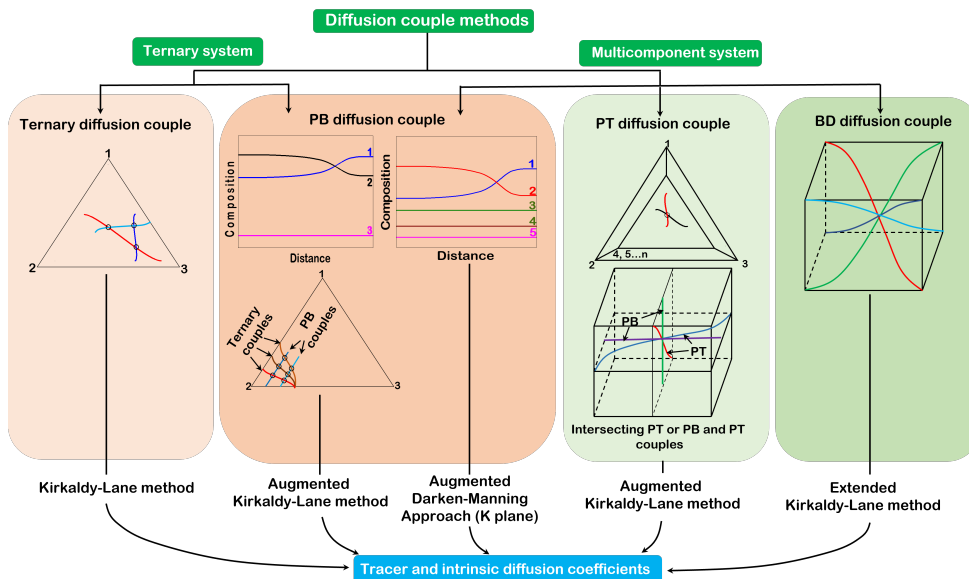 Diffusion couple methods
Ternary system
Multicomponent system
Ternary diffusion couple
1
2
3
Kirkaldy-Lane method
PB diffusion couple
Composition
1
2
3
Distance
Composition
1
2
3
4
5
Distance
1
Ternary
couples
PB
couples
2
3
Augmented
Kirkaldy-Lane method
Augmented
Darken-Manning
Approach (K plane)
PT diffusion couple
1
4, 5...n
2
3
PB
PT
Intersecting PT or PB and PT
couples
Augmented
Kirkaldy-Lane method
BD diffusion couple
Extended
Kirkaldy-Lane method
Tracer and intrinsic diffusion coefficients